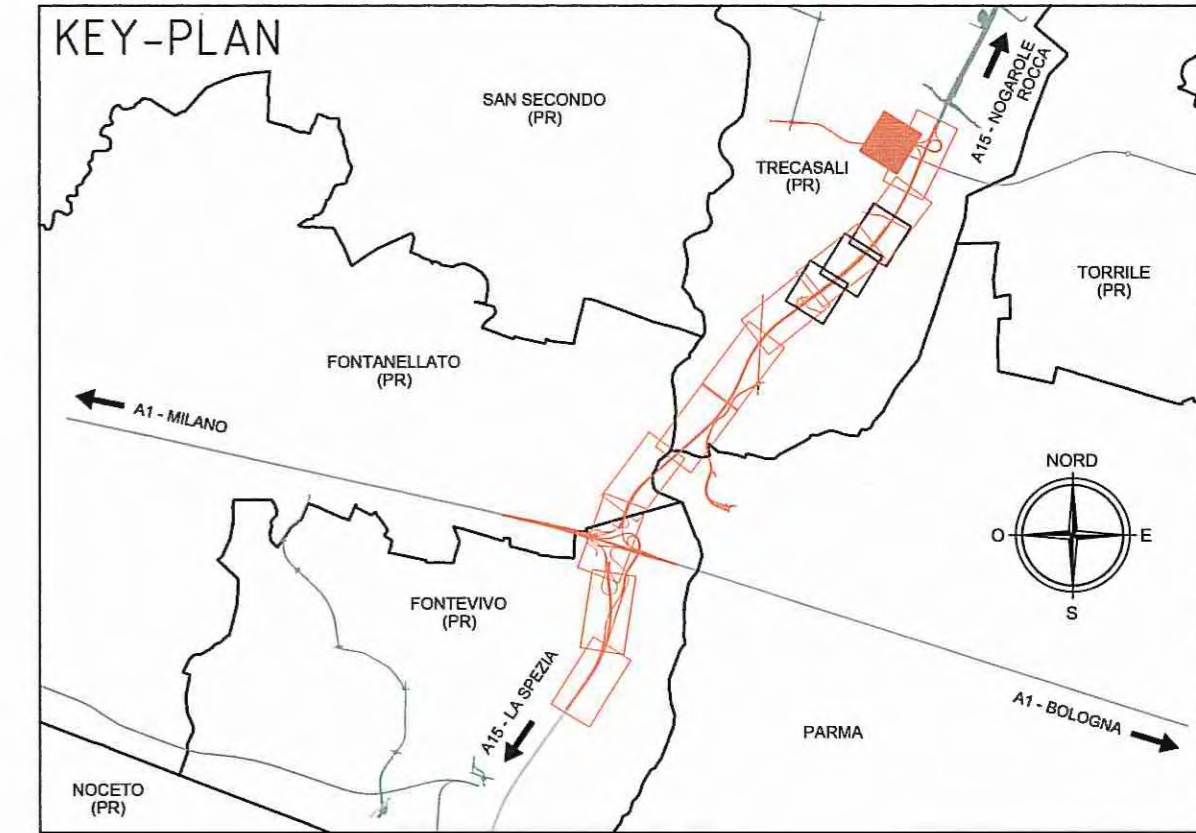 KEY-PLAN
SAN SECONDO
(PR)
A15 - NOGAROLE
ROCCA
TRECASALI
(PR)
TORRILE
(PR)
FONTANELLATO
(PR)
A1 - MILANO
NORD
O
E
S
FONTEVIVO
(PR)
A15 - LA SPEZIA
A1 - BOLOGNA
PARMA
NOCETO
(PR)